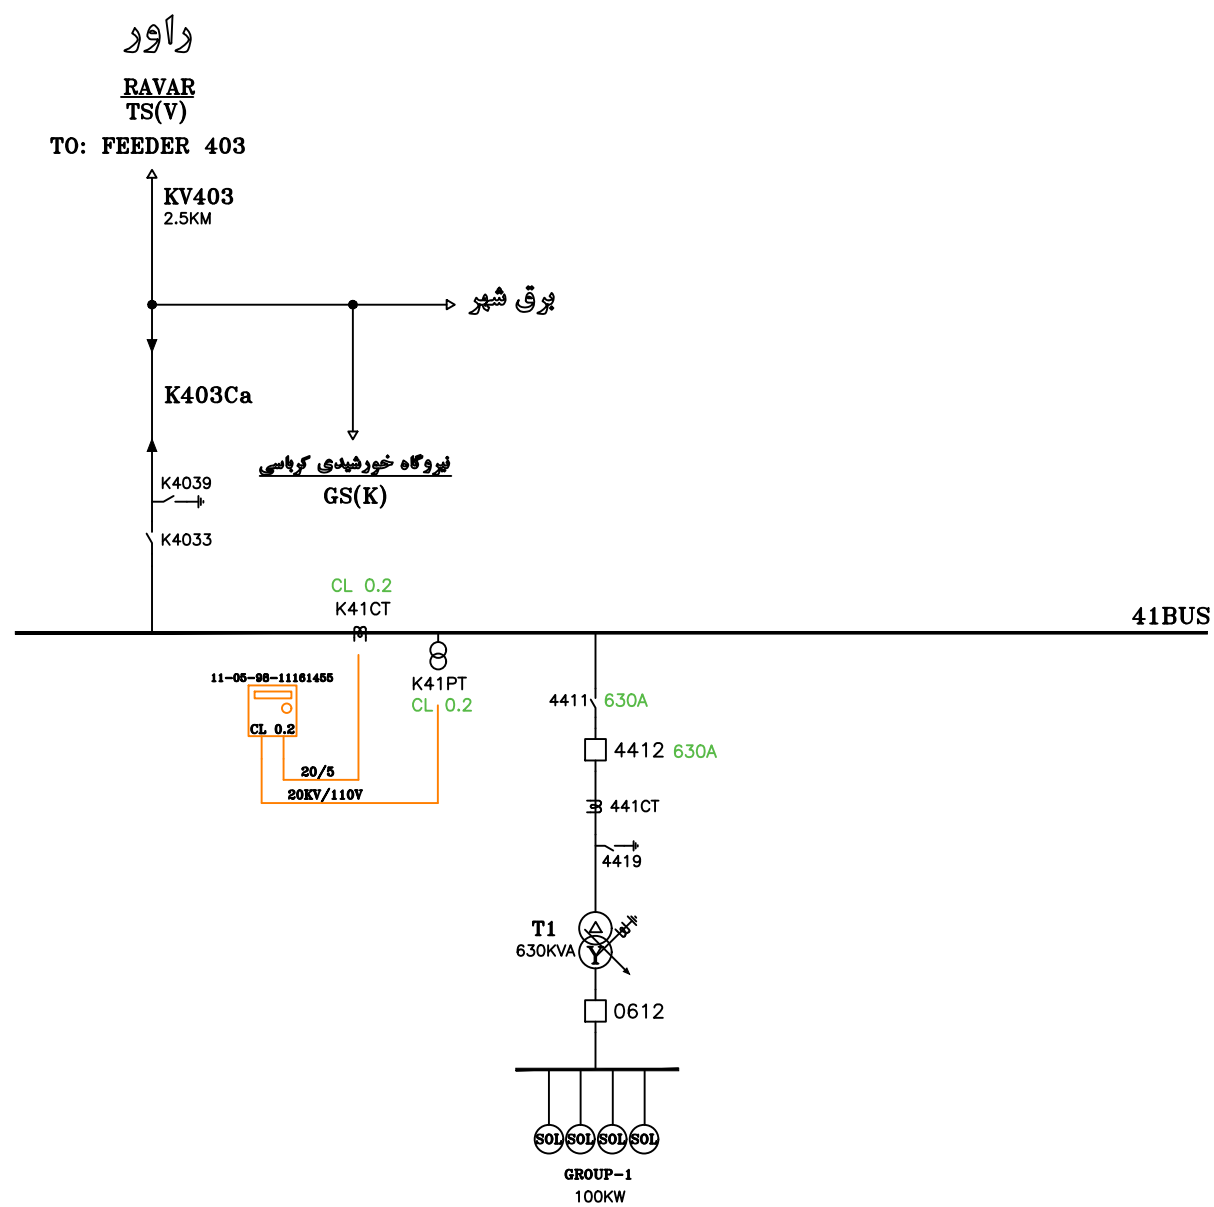 راور
RAVAR
TS(V)
TO: FEEDER 403
KV403
2.5KM
برق شهر
K403Ca
نیروگاه خورشیدی کرباسی
GS(K)
K4039
K4033
CL 0.2
K41CT
41BUS
11-05-98-11161455
CL 0.2
K41PT
CL 0.2
20/5
20KV/110V
4411 630A
4412 630A
441CT
4419
T1
630KVA
Y
0612
SOL SOL SOL SOL
GROUP-1
100KW